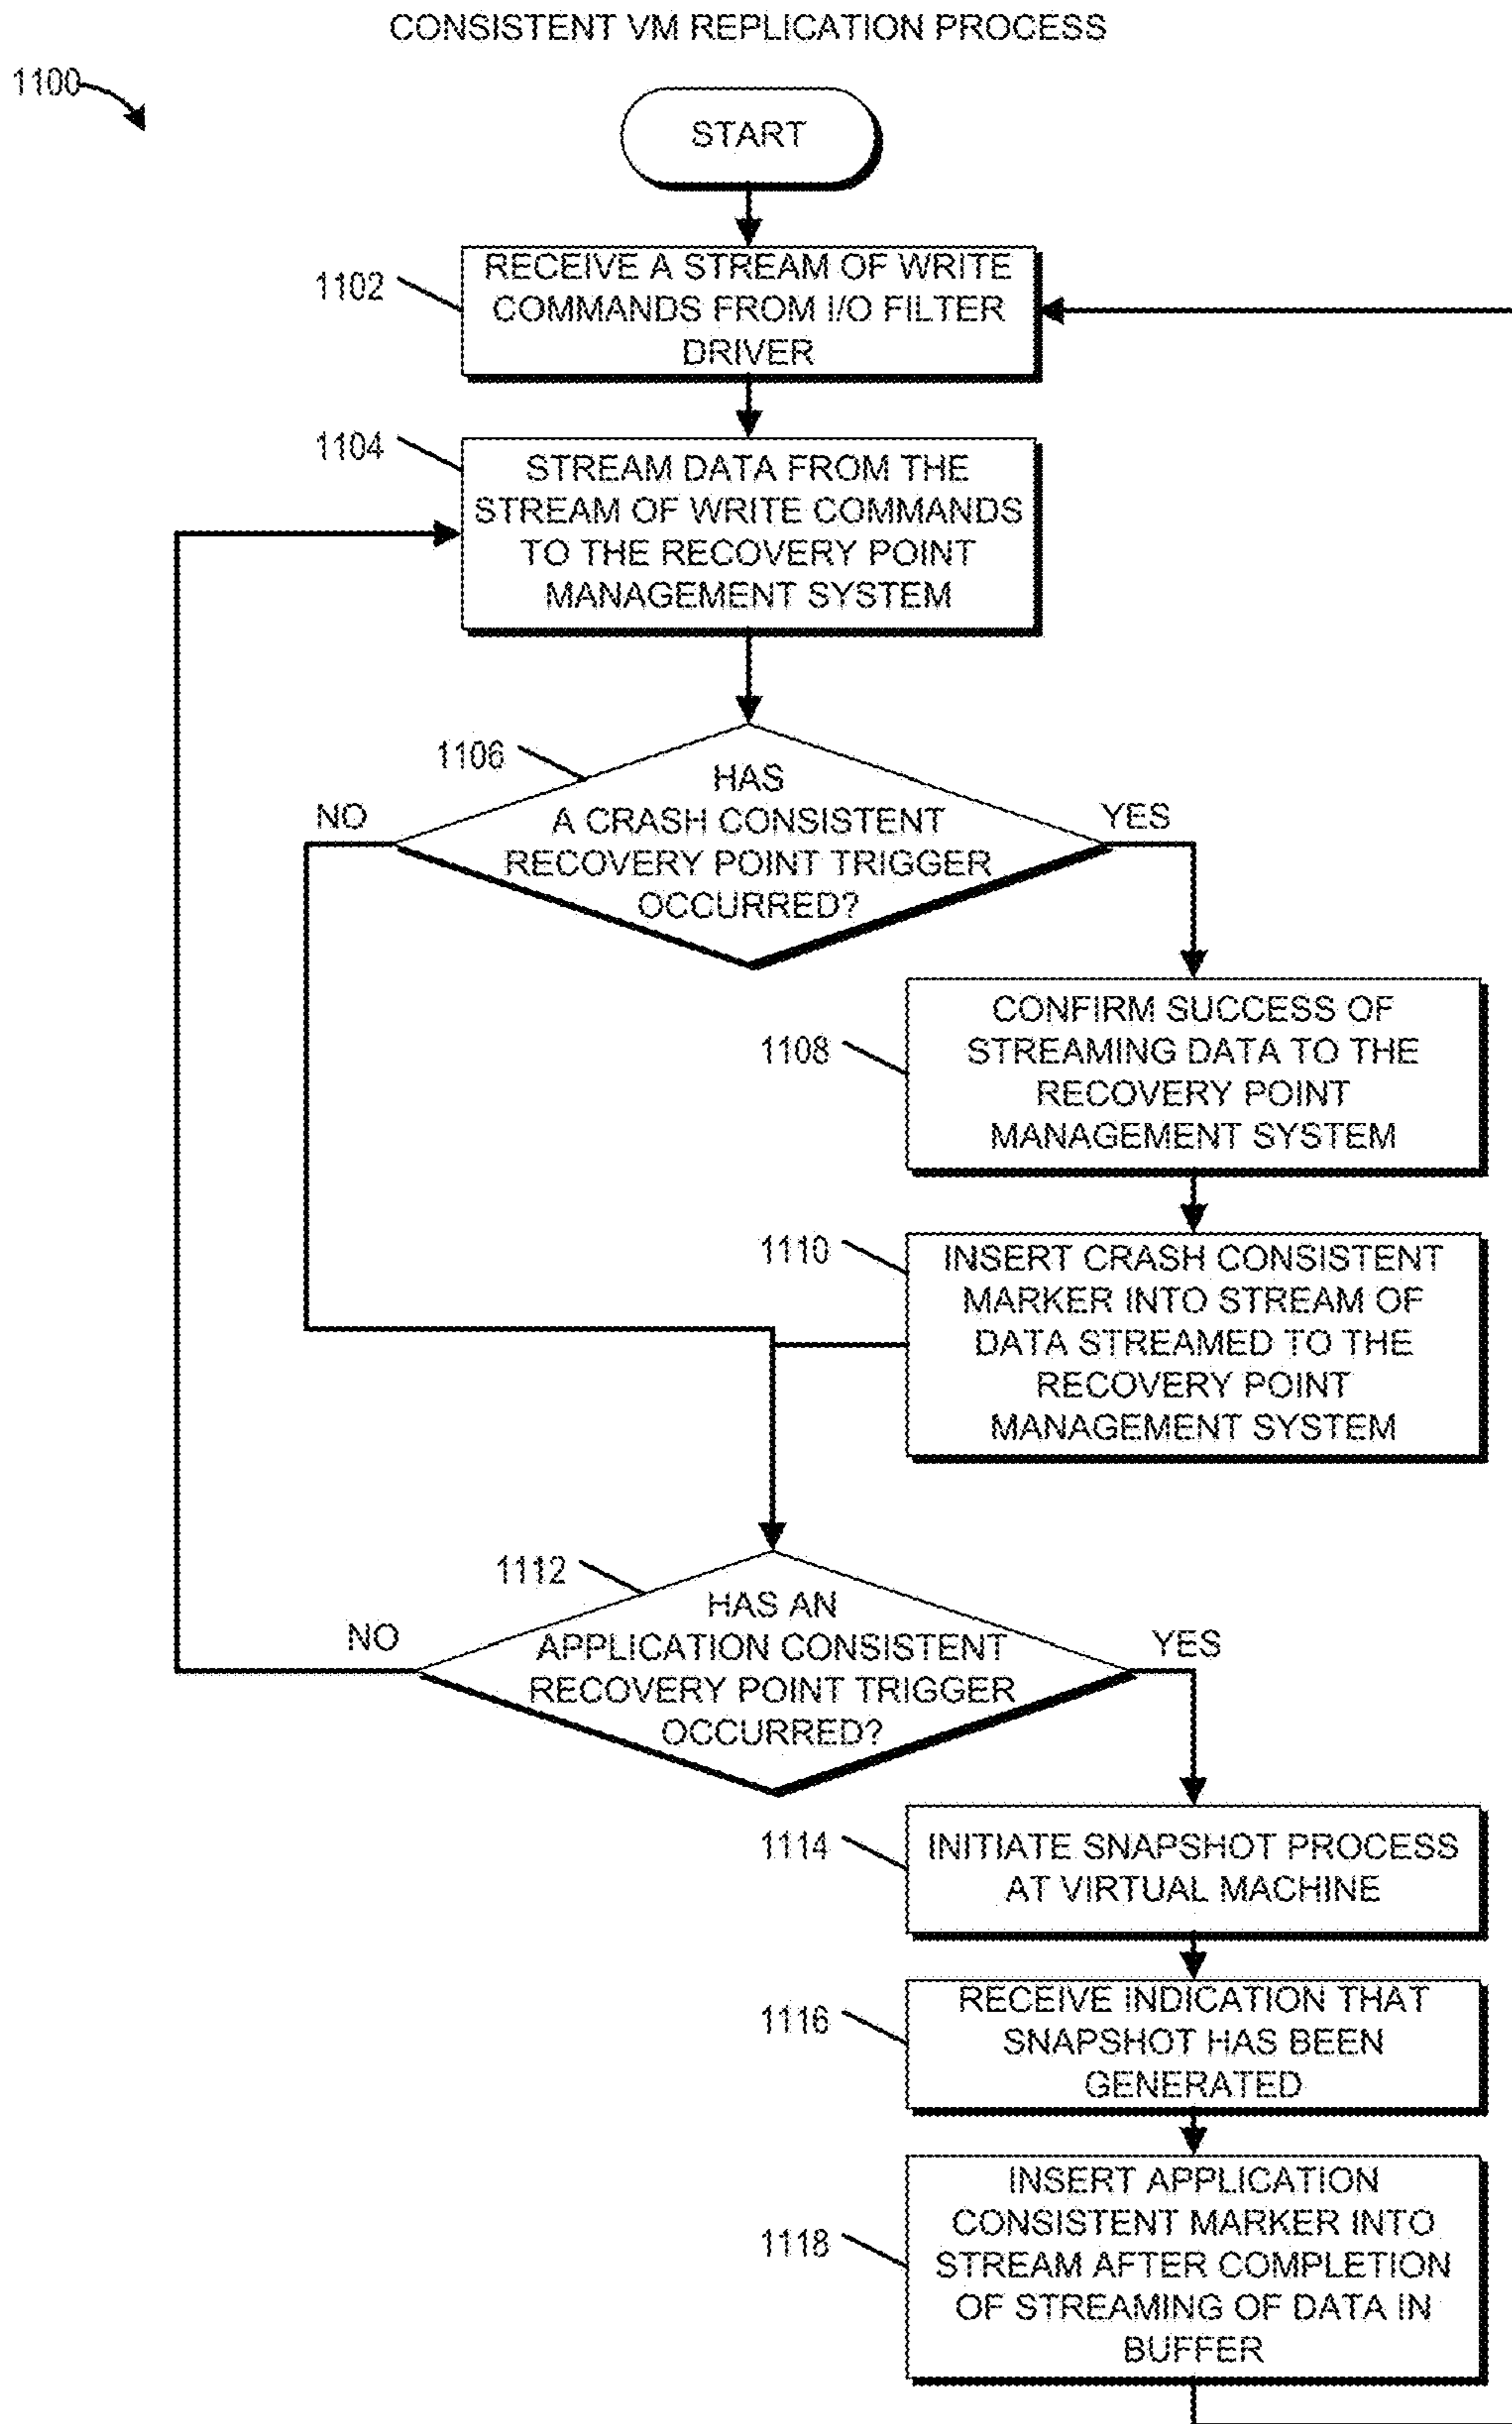 CONSISTENT VM REPLICATION PROCESS
1100
START
1102
RECEIVE A STREAM OF WRITE
COMMANDS FROM I/O FILTER
DRIVER
1104
STREAM DATA FROM THE
STREAM OF WRITE COMMANDS
TO THE RECOVERY POINT
MANAGEMENT SYSTEM
1106
HAS
A CRASH CONSISTENT
RECOVERY POINT TRIGGER
OCCURRED?
NO
YES
1108
CONFIRM SUCCESS OF
STREAMING DATA TO THE
RECOVERY POINT
MANAGEMENT SYSTEM
1110
INSERT CRASH CONSISTENT
MARKER INTO STREAM OF
DATA STREAMED TO THE
RECOVERY POINT
MANAGEMENT SYSTEM
1112
HAS AN
APPLICATION CONSISTENT
RECOVERY POINT TRIGGER
OCCURRED?
NO
YES
1114
INITIATE SNAPSHOT PROCESS
AT VIRTUAL MACHINE
1116
RECEIVE INDICATION THAT
SNAPSHOT HAS BEEN
GENERATED
1118
INSERT APPLICATION
CONSISTENT MARKER INTO
STREAM AFTER COMPLETION
OF STREAMING OF DATA IN
BUFFER